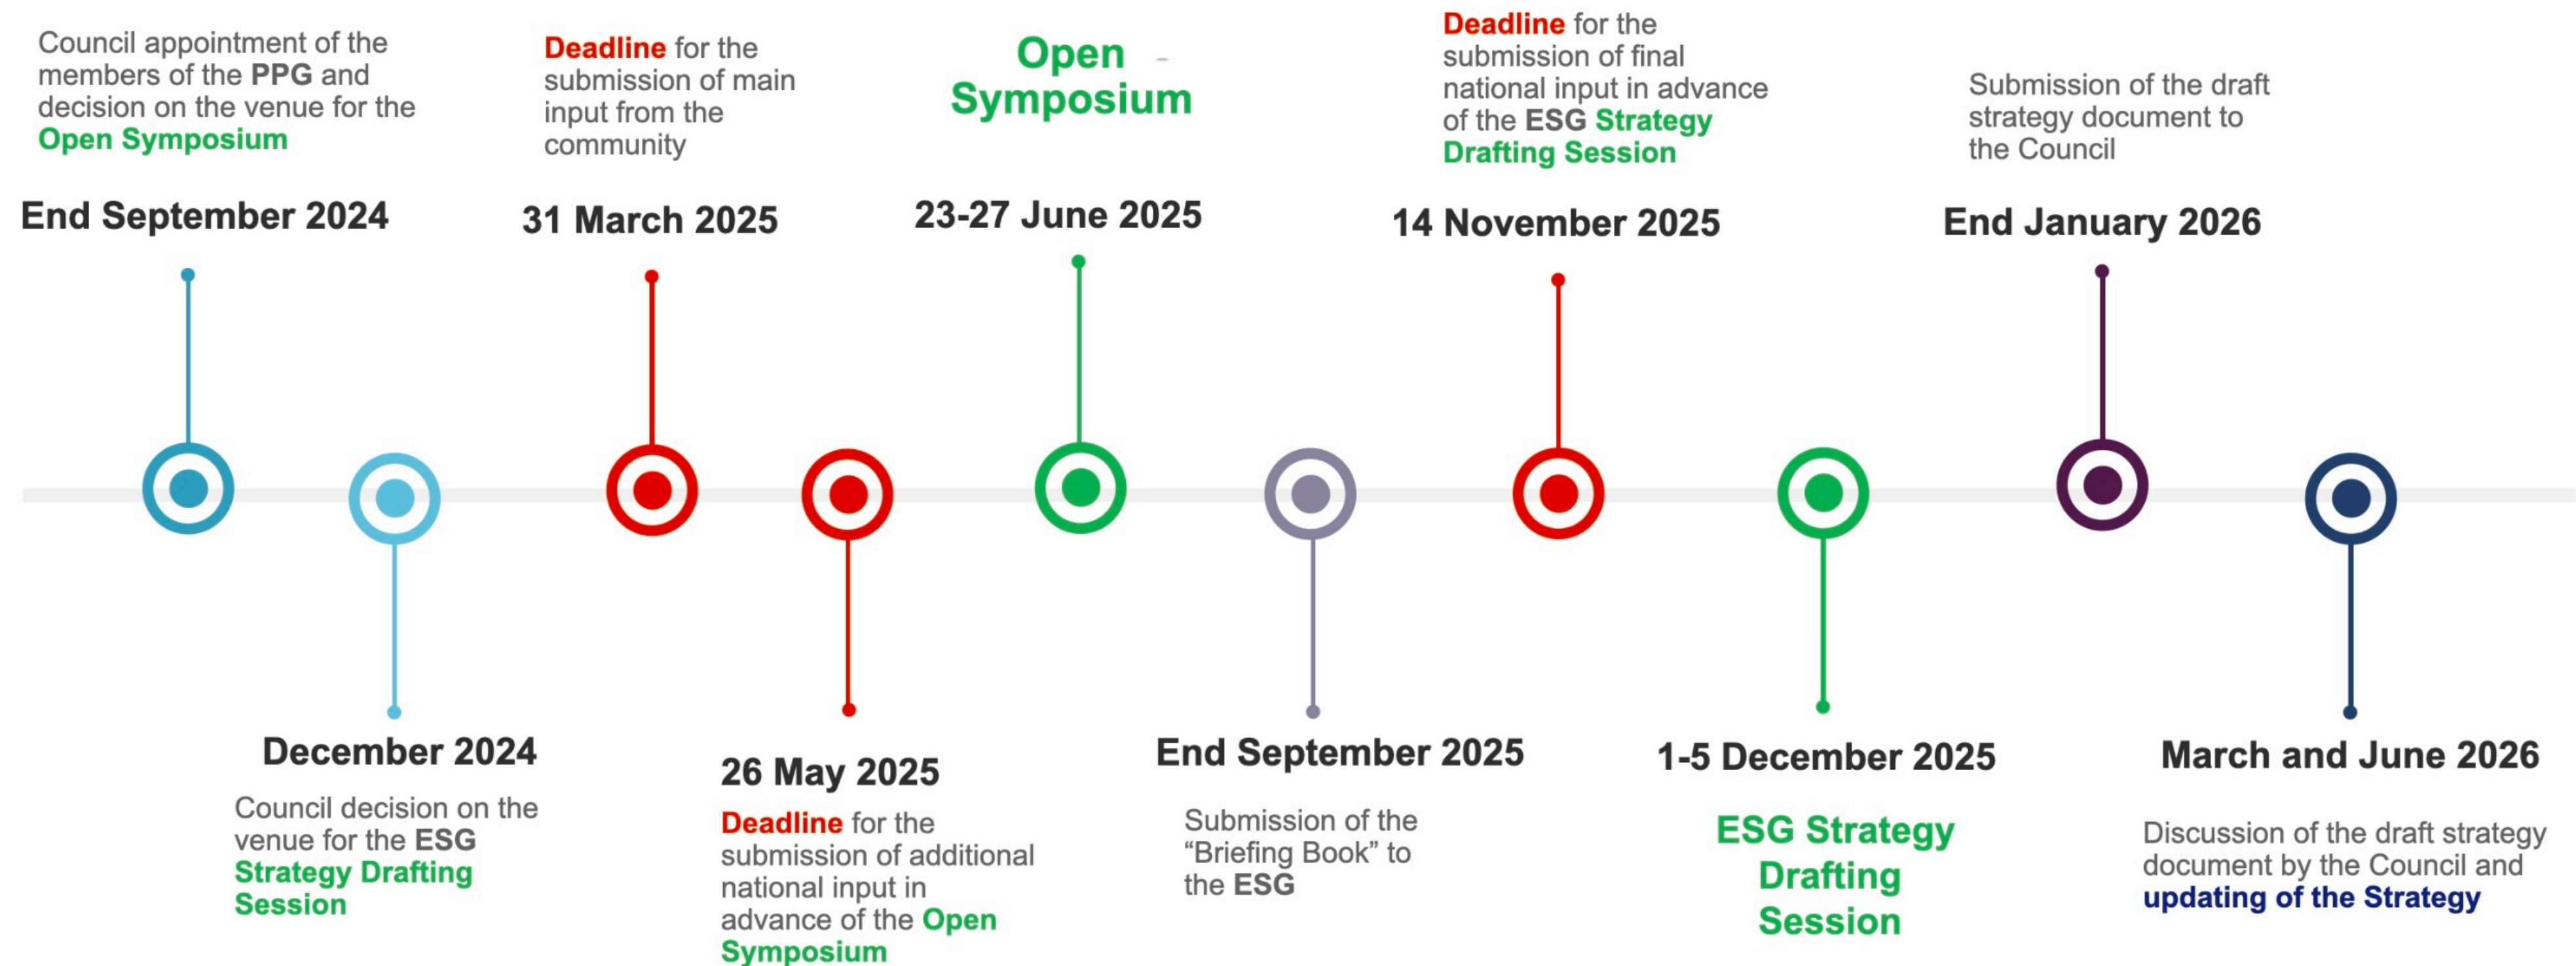 Council appointment of the
members of the PPG and
decision on the venue for the
Open Symposium
End September 2024
December 2024
Council decision on the
venue for the ESG
Strategy Drafting
Session
Deadline for the
submission of main
input from the
community
31 March 2025
26 May 2025
Deadline for the
submission of additional
national input in
advance of the Open
Symposium
Open -
Symposium
23-27 June 2025
End September 2025
Submission of the
“Briefing Book” to
the ESG
Deadline for the
submission of final
national input in advance
of the ESG Strategy
Drafting Session
14 November 2025
1-5 December 2025
ESG Strategy
Drafting
Session
Submission of the draft
strategy document to
the Council
End January 2026
March and June 2026
Discussion of the draft strategy
document by the Council and
updating of the Strategy